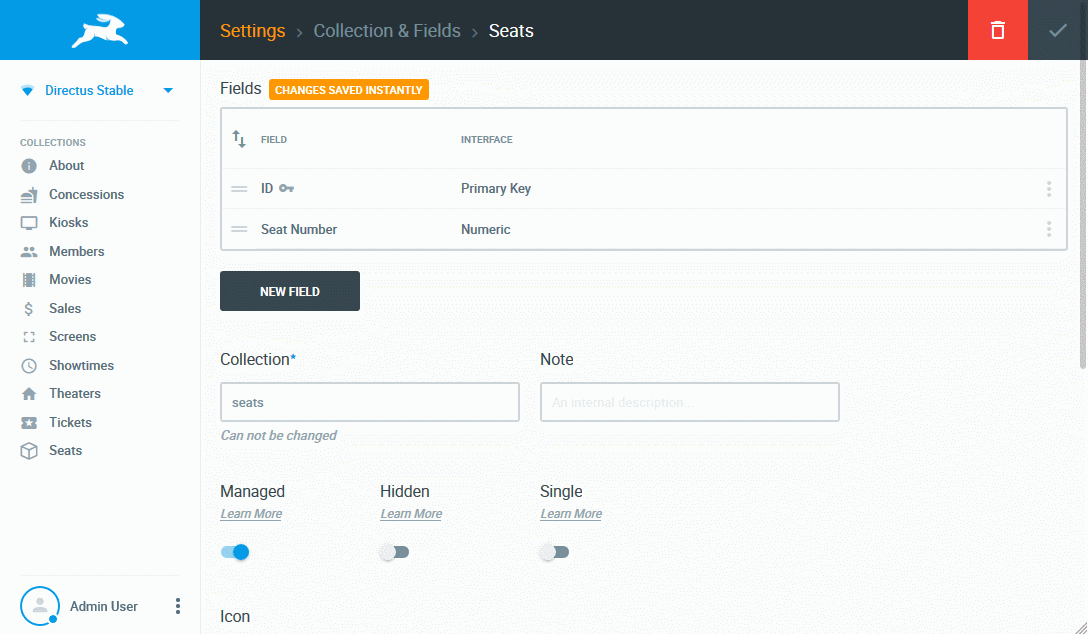 Settings › Collection & Fields › Seats
Directus Stable
COLLECTIONS
About
Concessions
Kiosks
Members
Movies
Sales
Screens
Showtimes
Theaters
Tickets
Seats
Admin User
Fields CHANGES SAVED INSTANTLY
FIELD INTERFACE
ID Primary Key
Seat Number Numeric
NEW FIELD
Collection* Note
seats An internal description...
Can not be changed
Managed Hidden Single
Learn More Learn More Learn More
Icon